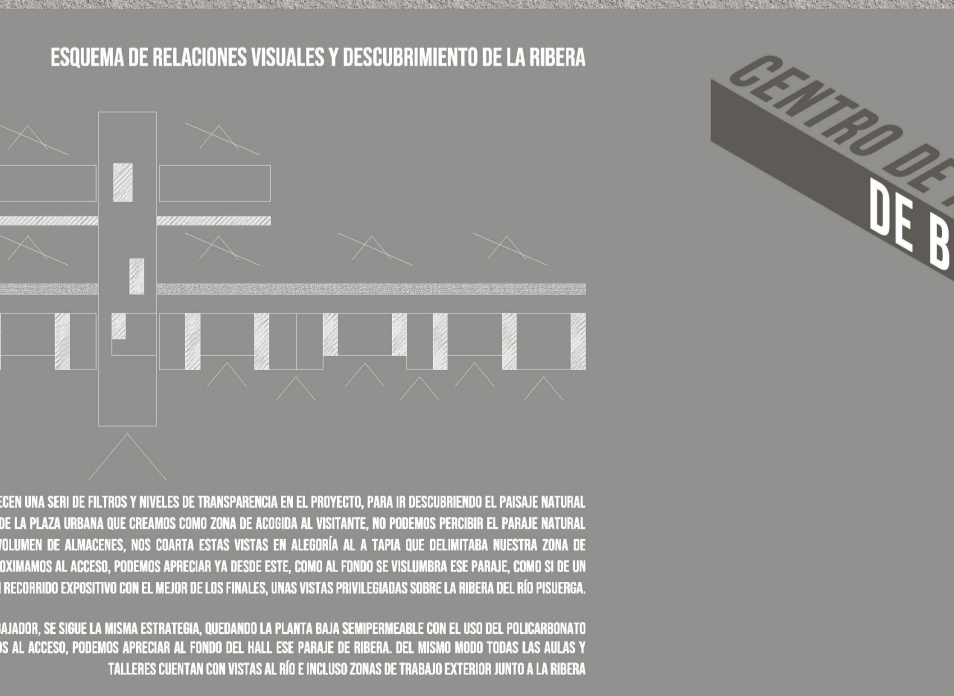 ESQUEMA DE RELACIONES VISUALES Y DESCUBRIMIENTO DE LA RIBERA
CENTRO DE
DE B
ECEN UNA SERI DE FILTROS Y NIVELES DE TRANSPARENCIA EN EL PROYECTO, PARA IR DESCUBRIENDO EL PAISAJE NATURAL
DE LA PLAZA URBANA QUE CREAMOS COMO ZONA DE ACOGIDA AL VISITANTE, NO PODEMOS PERCIBIR EL PARAJE NATURAL
VOLUMEN DE ALMACENES, NOS COARTA ESTAS VISTAS EN ALEGORÍA AL A TAPIA QUE DELIMITABA NUESTRA ZONA DE
OXIMAMOS AL ACCESO, PODEMOS APRECIAR YA DESDE ESTE, COMO AL FONDO SE VISLUMBRA ESE PARAJE, COMO SI DE UN
RECORRIDO EXPOSITIVO CON EL MEJOR DE LOS FINALES, UNAS VISTAS PRIVILEGIADAS SOBRE LA RIBERA DEL RÍO PISUERGA.
AJADOR, SE SIGUE LA MISMA ESTRATEGIA, QUEDANDO LA PLANTA BAJA SEMIPERMEABLE CON EL USO DEL POLICARBONATO
OS AL ACCESO, PODEMOS APRECIAR AL FONDO DEL HALL ESE PARAJE DE RIBERA. DEL MISMO MODO TODAS LAS AULAS Y
TALLERES CUENTAN CON VISTAS AL RÍO E INCLUSO ZONAS DE TRABAJO EXTERIOR JUNTO A LA RIBERA